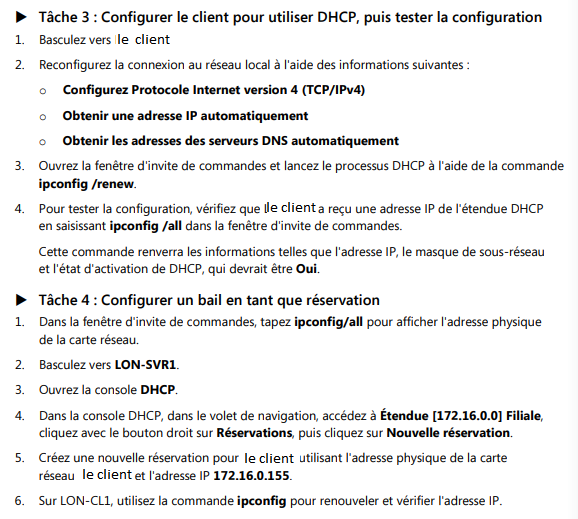 ▶ Tâche 3 : Configurer le client pour utiliser DHCP, puis tester la configuration
1. Basculez vers le client
2. Reconfigurez la connexion au réseau local à l'aide des informations suivantes :
o Configurez Protocole Internet version 4 (TCP/IPv4)
o Obtenir une adresse IP automatiquement
o Obtenir les adresses des serveurs DNS automatiquement
3. Ouvrez la fenêtre d'invite de commandes et lancez le processus DHCP à l'aide de la commande
ipconfig /renew.
4. Pour tester la configuration, vérifiez que le client a reçu une adresse IP de l'étendue DHCP
en saisissant ipconfig /all dans la fenêtre d'invite de commandes.
Cette commande renverra les informations telles que l'adresse IP, le masque de sous-réseau
et l'état d'activation de DHCP, qui devrait être Oui.
▶ Tâche 4 : Configurer un bail en tant que réservation
1. Dans la fenêtre d'invite de commandes, tapez ipconfig/all pour afficher l'adresse physique
de la carte réseau.
2. Basculez vers LON-SVR1.
3. Ouvrez la console DHCP.
4. Dans la console DHCP, dans le volet de navigation, accédez à Étendue [172.16.0.0] Filiale,
cliquez avec le bouton droit sur Réservations, puis cliquez sur Nouvelle réservation.
5. Créez une nouvelle réservation pour le client utilisant l'adresse physique de la carte
réseau le client et l'adresse IP 172.16.0.155.
6. Sur LON-CL1, utilisez la commande ipconfig pour renouveler et vérifier l'adresse IP.